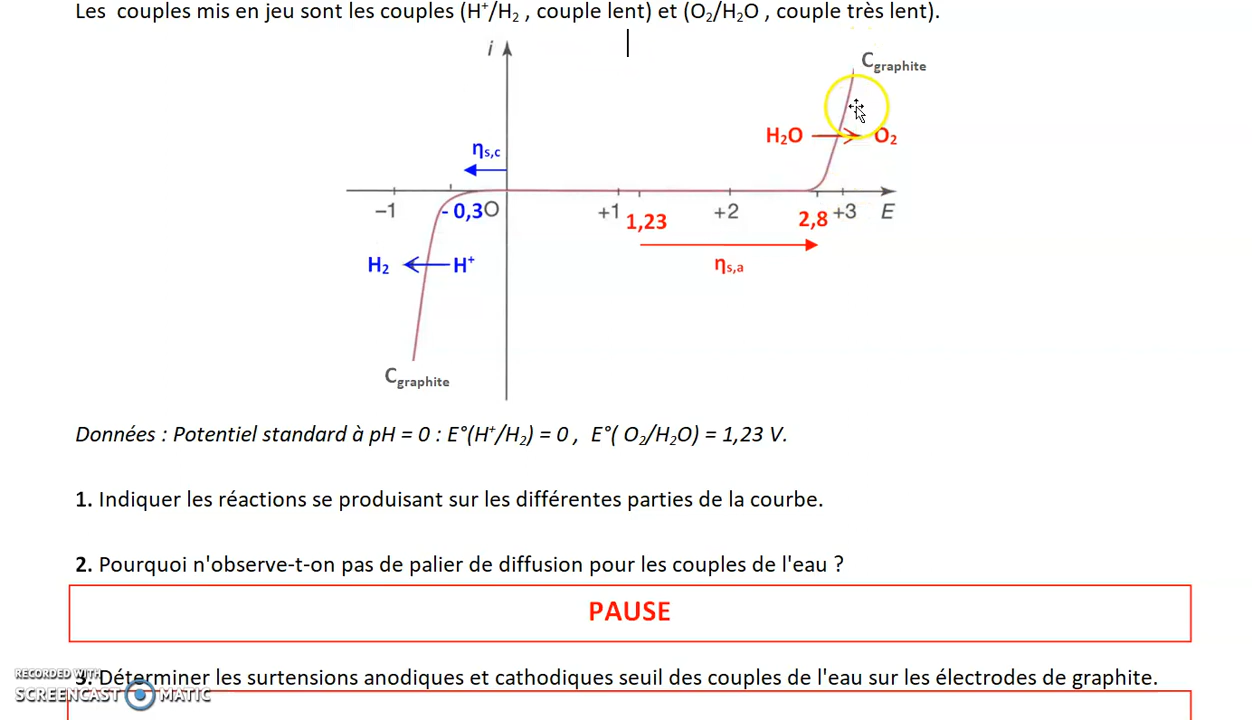 Les couples mis en jeu sont les couples (H⁺/H₂ , couple lent) et (O₂/H₂O , couple très lent).
i
Cgraphite
H₂O → O₂
ηs,c
−1
- 0,3
O
+1
1,23
+2
2,8
+3
E
H₂ ← H⁺
ηs,a
Cgraphite
Données : Potentiel standard à pH = 0 : E°(H⁺/H₂) = 0 , E°( O₂/H₂O) = 1,23 V.
1. Indiquer les réactions se produisant sur les différentes parties de la courbe.
2. Pourquoi n'observe-t-on pas de palier de diffusion pour les couples de l'eau ?
PAUSE
3. Déterminer les surtensions anodiques et cathodiques seuil des couples de l'eau sur les électrodes de graphite.
RECORDED WITH
SCREENCAST MATIC